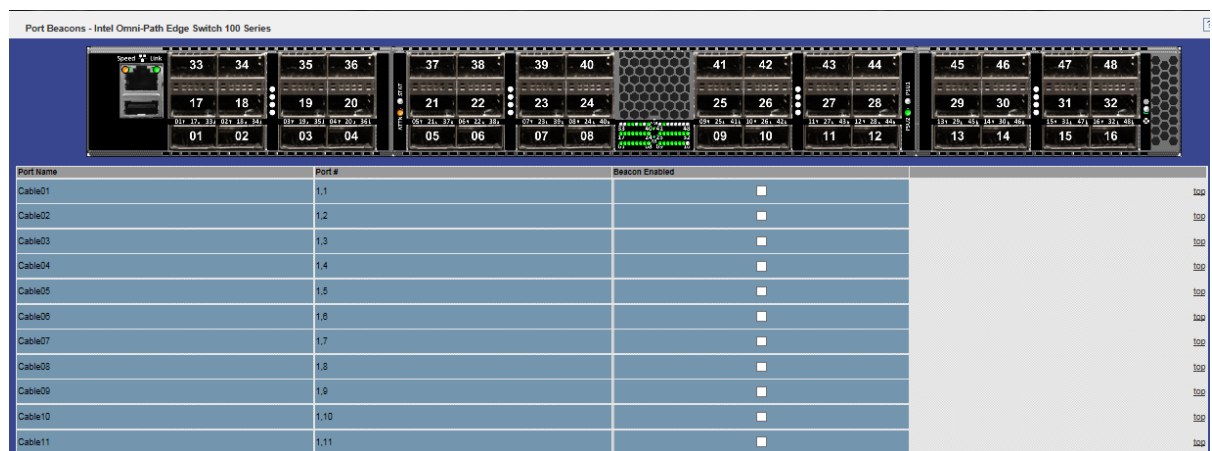 Port Beacons - Intel Omni-Path Edge Switch 100 Series
?
Speed Link
33 34 35 36 37 38 39 40 41 42 43 44 45 46 47 48
STAT
17 18 19 20 21 22 23 24 25 26 27 28 29 30 31 32
ATTN
01 02 03 04 05 06 07 08 09 10 11 12 13 14 15 16
Port Name Port # Beacon Enabled
Cable01 1,1 top
Cable02 1,2 top
Cable03 1,3 top
Cable04 1,4 top
Cable05 1,5 top
Cable06 1,6 top
Cable07 1,7 top
Cable08 1,8 top
Cable09 1,9 top
Cable10 1,10 top
Cable11 1,11 top